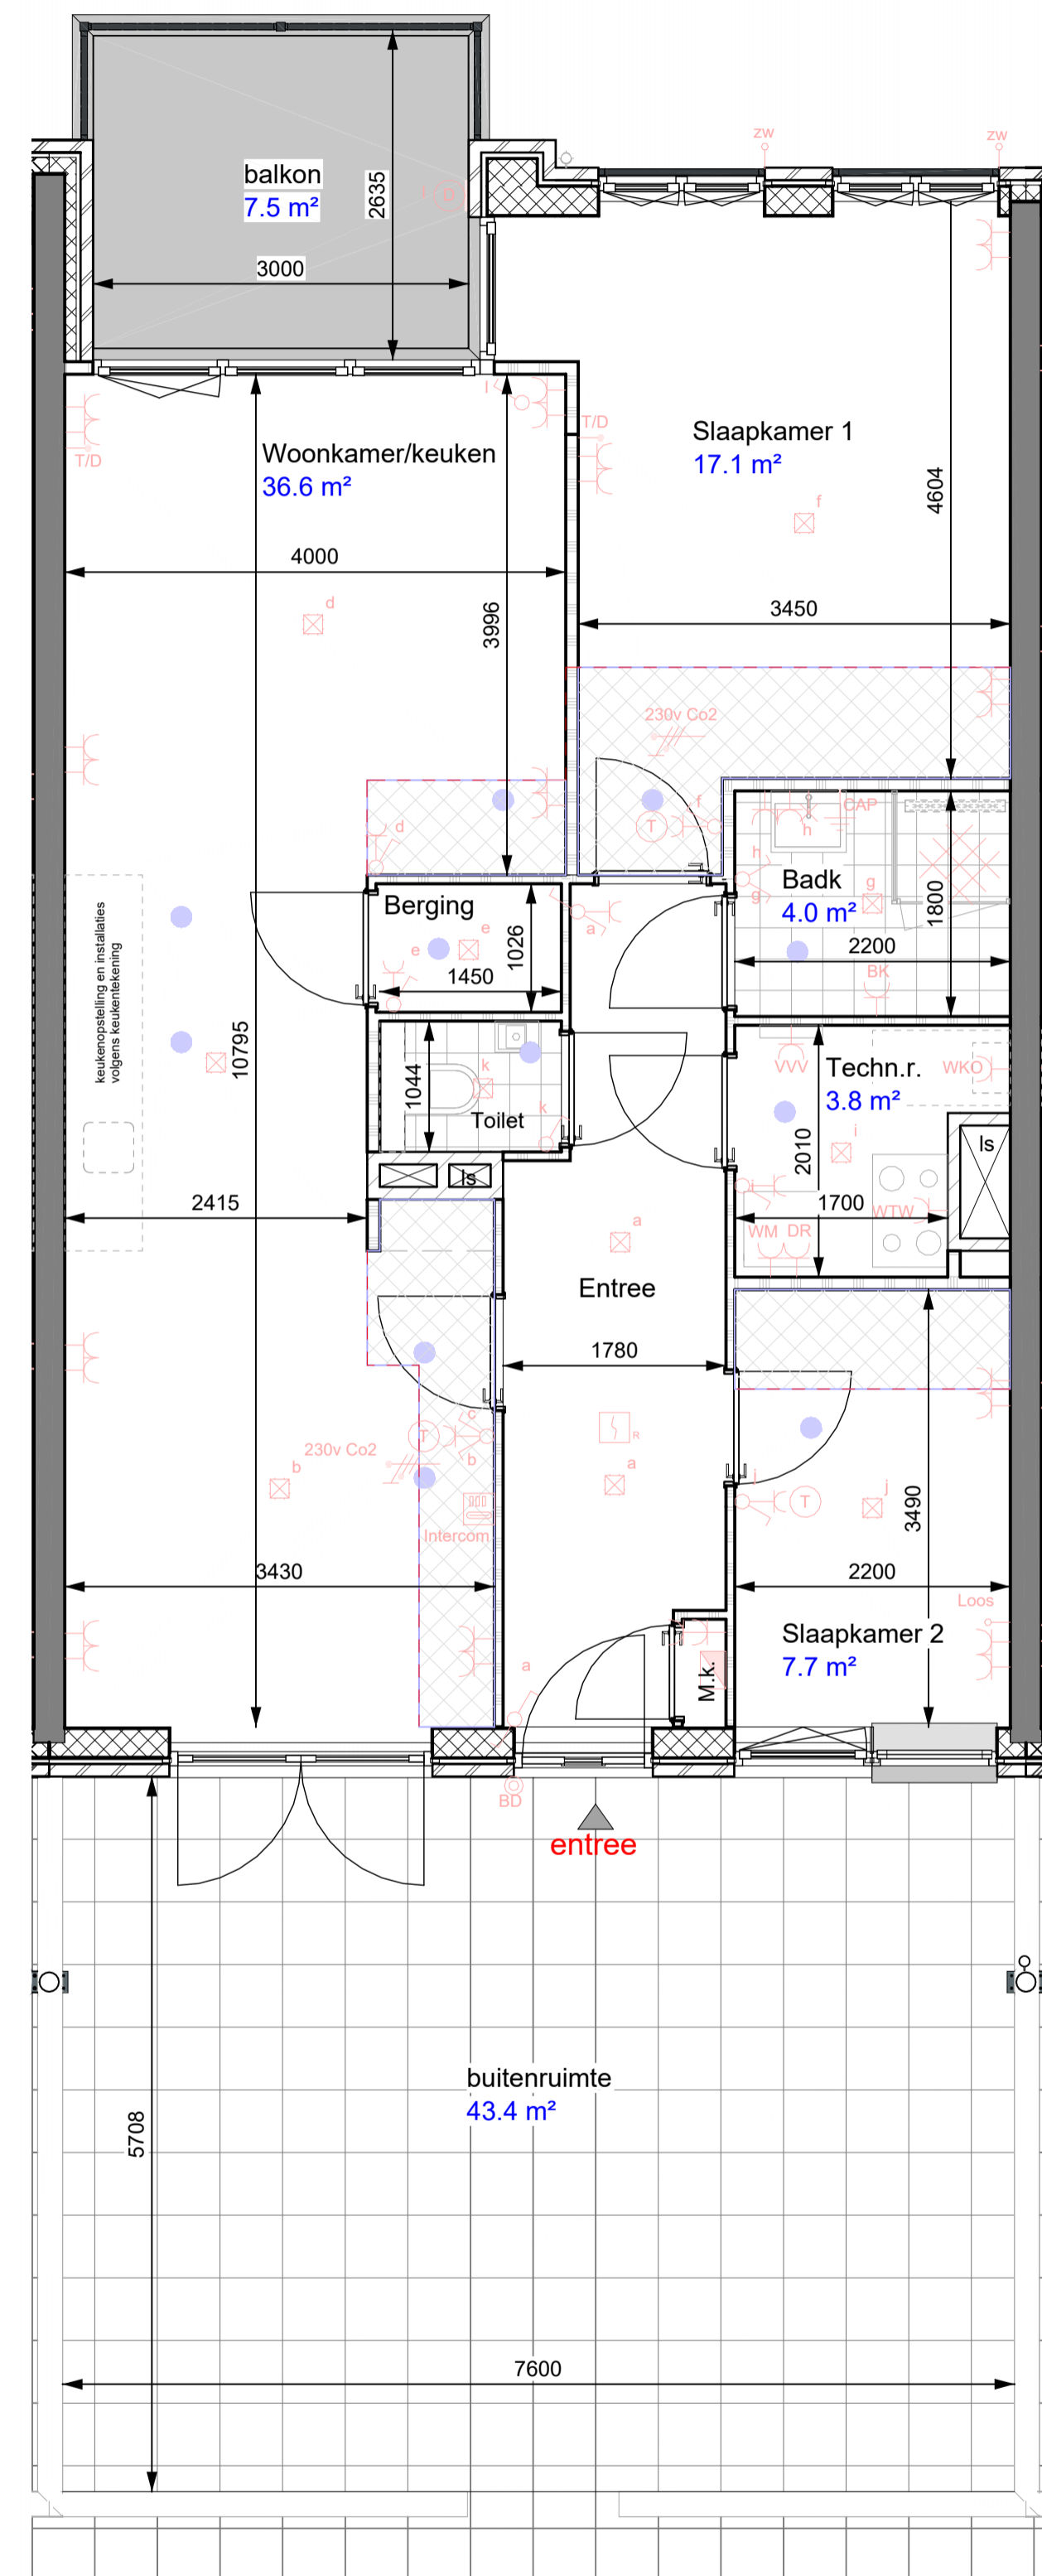 zw
zw
balkon
7.5 m²
2635
D
3000
Slaapkamer 1
17.1 m²
T/D
T/D
Woonkamer/keuken
36.6 m²
4604
f
4000
3450
d
3996
230v Co2
CAP
h
T
f
d
h
g
Badk
4.0 m²
g
1800
Berging
a
e
e
1026
1450
2200
BK
keukenopstelling en installaties
volgens keukentekening
10795
1044
k
k
Toilet
VVV
Techn.r.
3.8 m²
WKO
i
2010
ls
ls
i
1700
WTW
WM
DR
2415
a
Entree
1780
c
T
b
R
230v Co2
b
a
Intercom
j
T
j
3490
3430
2200
Loos
Slaapkamer 2
7.7 m²
a
M.k.
BD
entree
buitenruimte
43.4 m²
5708
7600